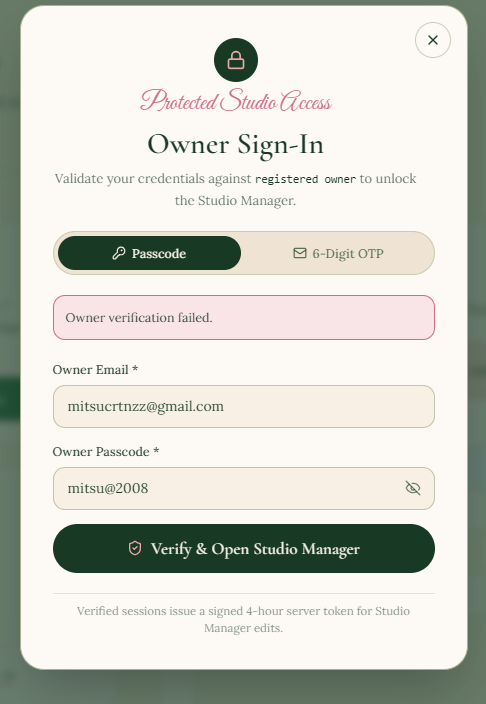 Protected Studio Access
Owner Sign-In
Validate your credentials against registered owner to unlock
the Studio Manager.
Passcode
6-Digit OTP
Owner verification failed.
Owner Email *
mitsucrtnzz@gmail.com
Owner Passcode *
mitsu@2008
Verify & Open Studio Manager
Verified sessions issue a signed 4-hour server token for Studio
Manager edits.